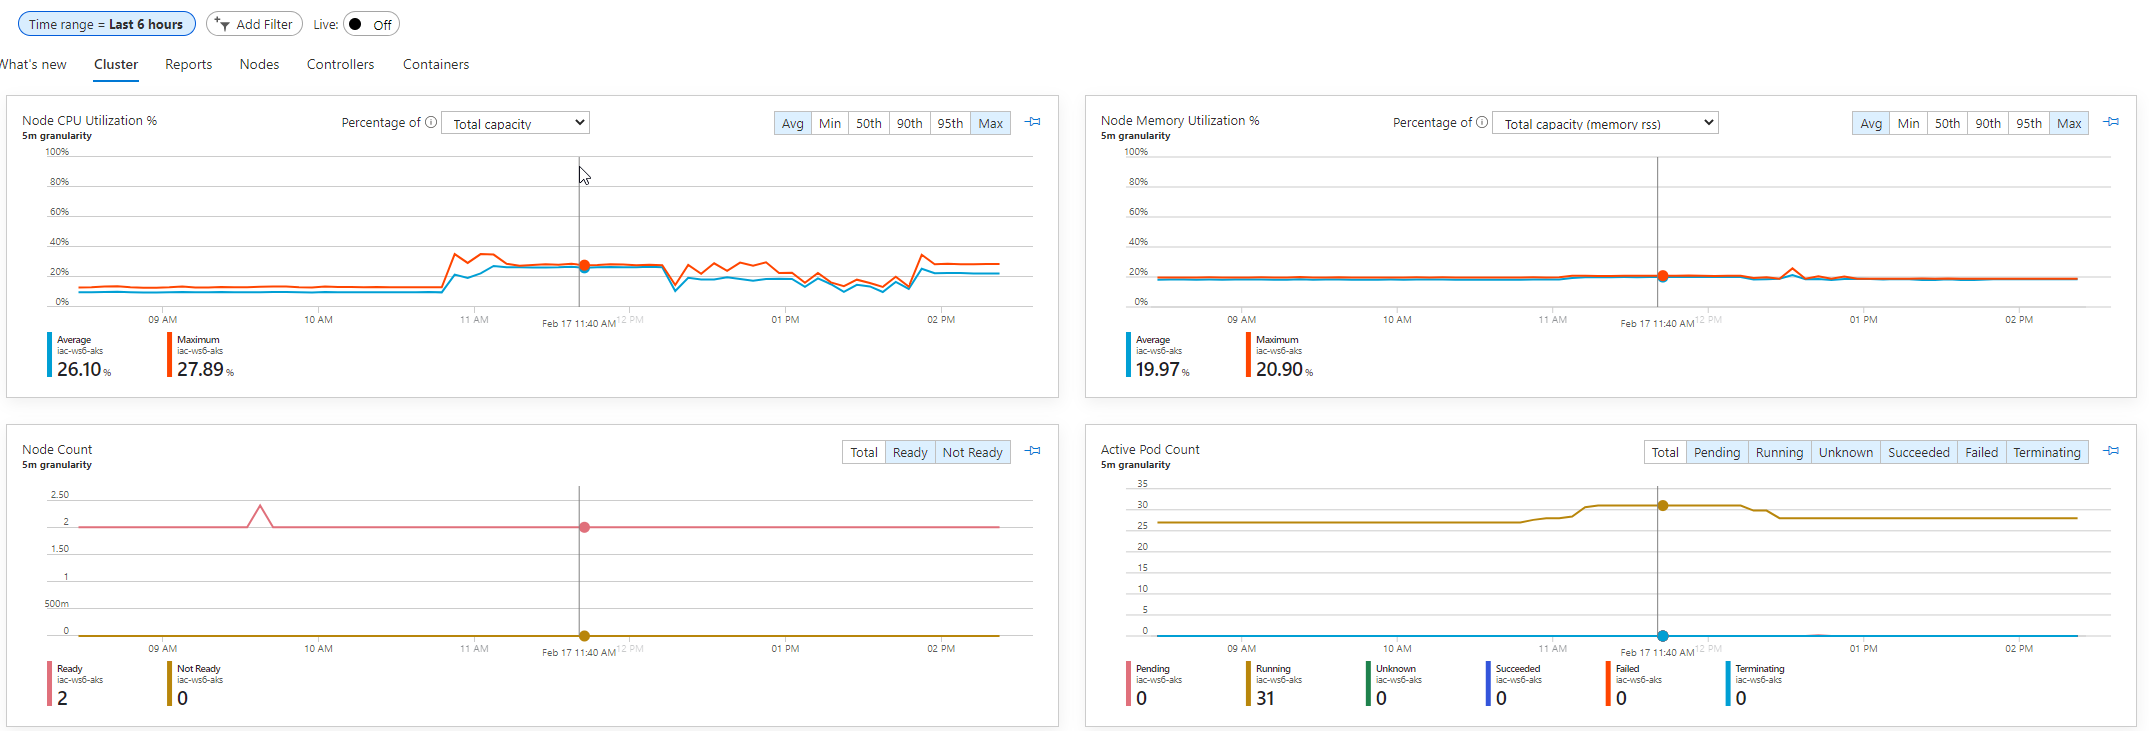 Time range = Last 6 hours Add Filter Live: Off
What's new Cluster Reports Nodes Controllers Containers
Node CPU Utilization %
5m granularity
Percentage of Total capacity
Avg Min 50th 90th 95th Max
100%
80%
60%
40%
20%
0%
09 AM 10 AM 11 AM Feb 17 11:40 AM 12 PM 01 PM 02 PM
Average Maximum
iac-ws6-aks iac-ws6-aks
26.10 % 27.89 %
Node Memory Utilization %
5m granularity
Percentage of Total capacity (memory rss)
Avg Min 50th 90th 95th Max
100%
80%
60%
40%
20%
0%
09 AM 10 AM 11 AM Feb 17 11:40 AM 12 PM 01 PM 02 PM
Average Maximum
iac-ws6-aks iac-ws6-aks
19.97 % 20.90 %
Node Count
5m granularity
Total Ready Not Ready
2.50
2
1.50
1
500m
0
09 AM 10 AM 11 AM Feb 17 11:40 AM 12 PM 01 PM 02 PM
Ready Not Ready
iac-ws6-aks iac-ws6-aks
2 0
Active Pod Count
5m granularity
Total Pending Running Unknown Succeeded Failed Terminating
35
30
25
20
15
10
5
0
09 AM 10 AM 11 AM Feb 17 11:40 AM 12 PM 01 PM 02 PM
Pending Running Unknown Succeeded Failed Terminating
iac-ws6-aks iac-ws6-aks iac-ws6-aks iac-ws6-aks iac-ws6-aks iac-ws6-aks
0 31 0 0 0 0